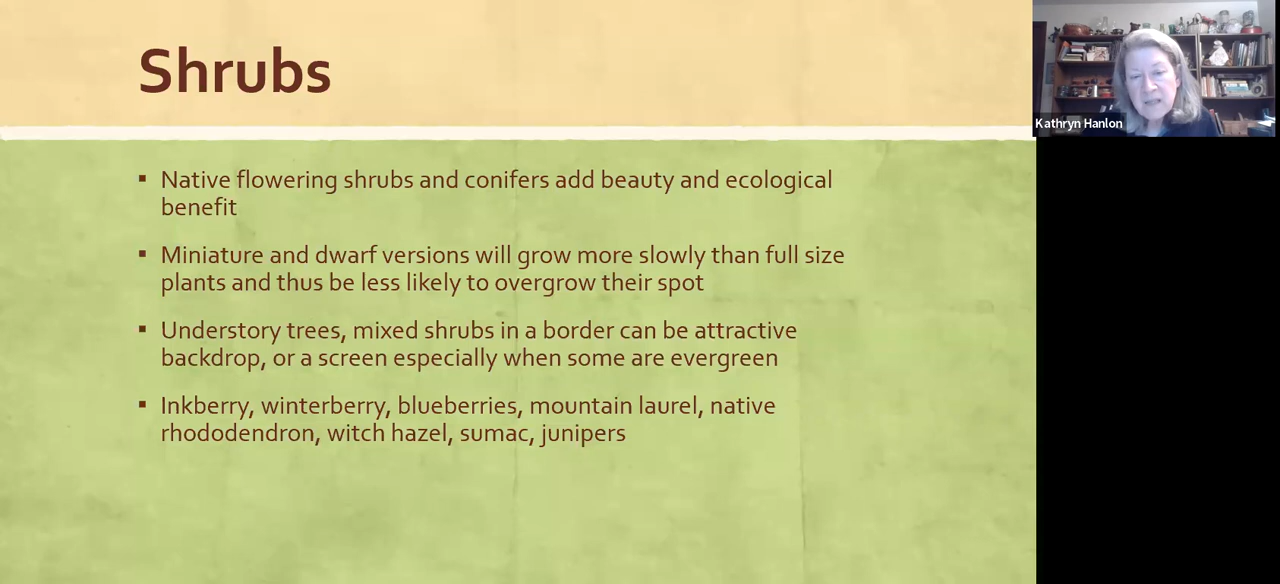 Shrubs
▪ Native flowering shrubs and conifers add beauty and ecological
benefit
▪ Miniature and dwarf versions will grow more slowly than full size
plants and thus be less likely to overgrow their spot
▪ Understory trees, mixed shrubs in a border can be attractive
backdrop, or a screen especially when some are evergreen
▪ Inkberry, winterberry, blueberries, mountain laurel, native
rhododendron, witch hazel, sumac, junipers
Kathryn Hanlon